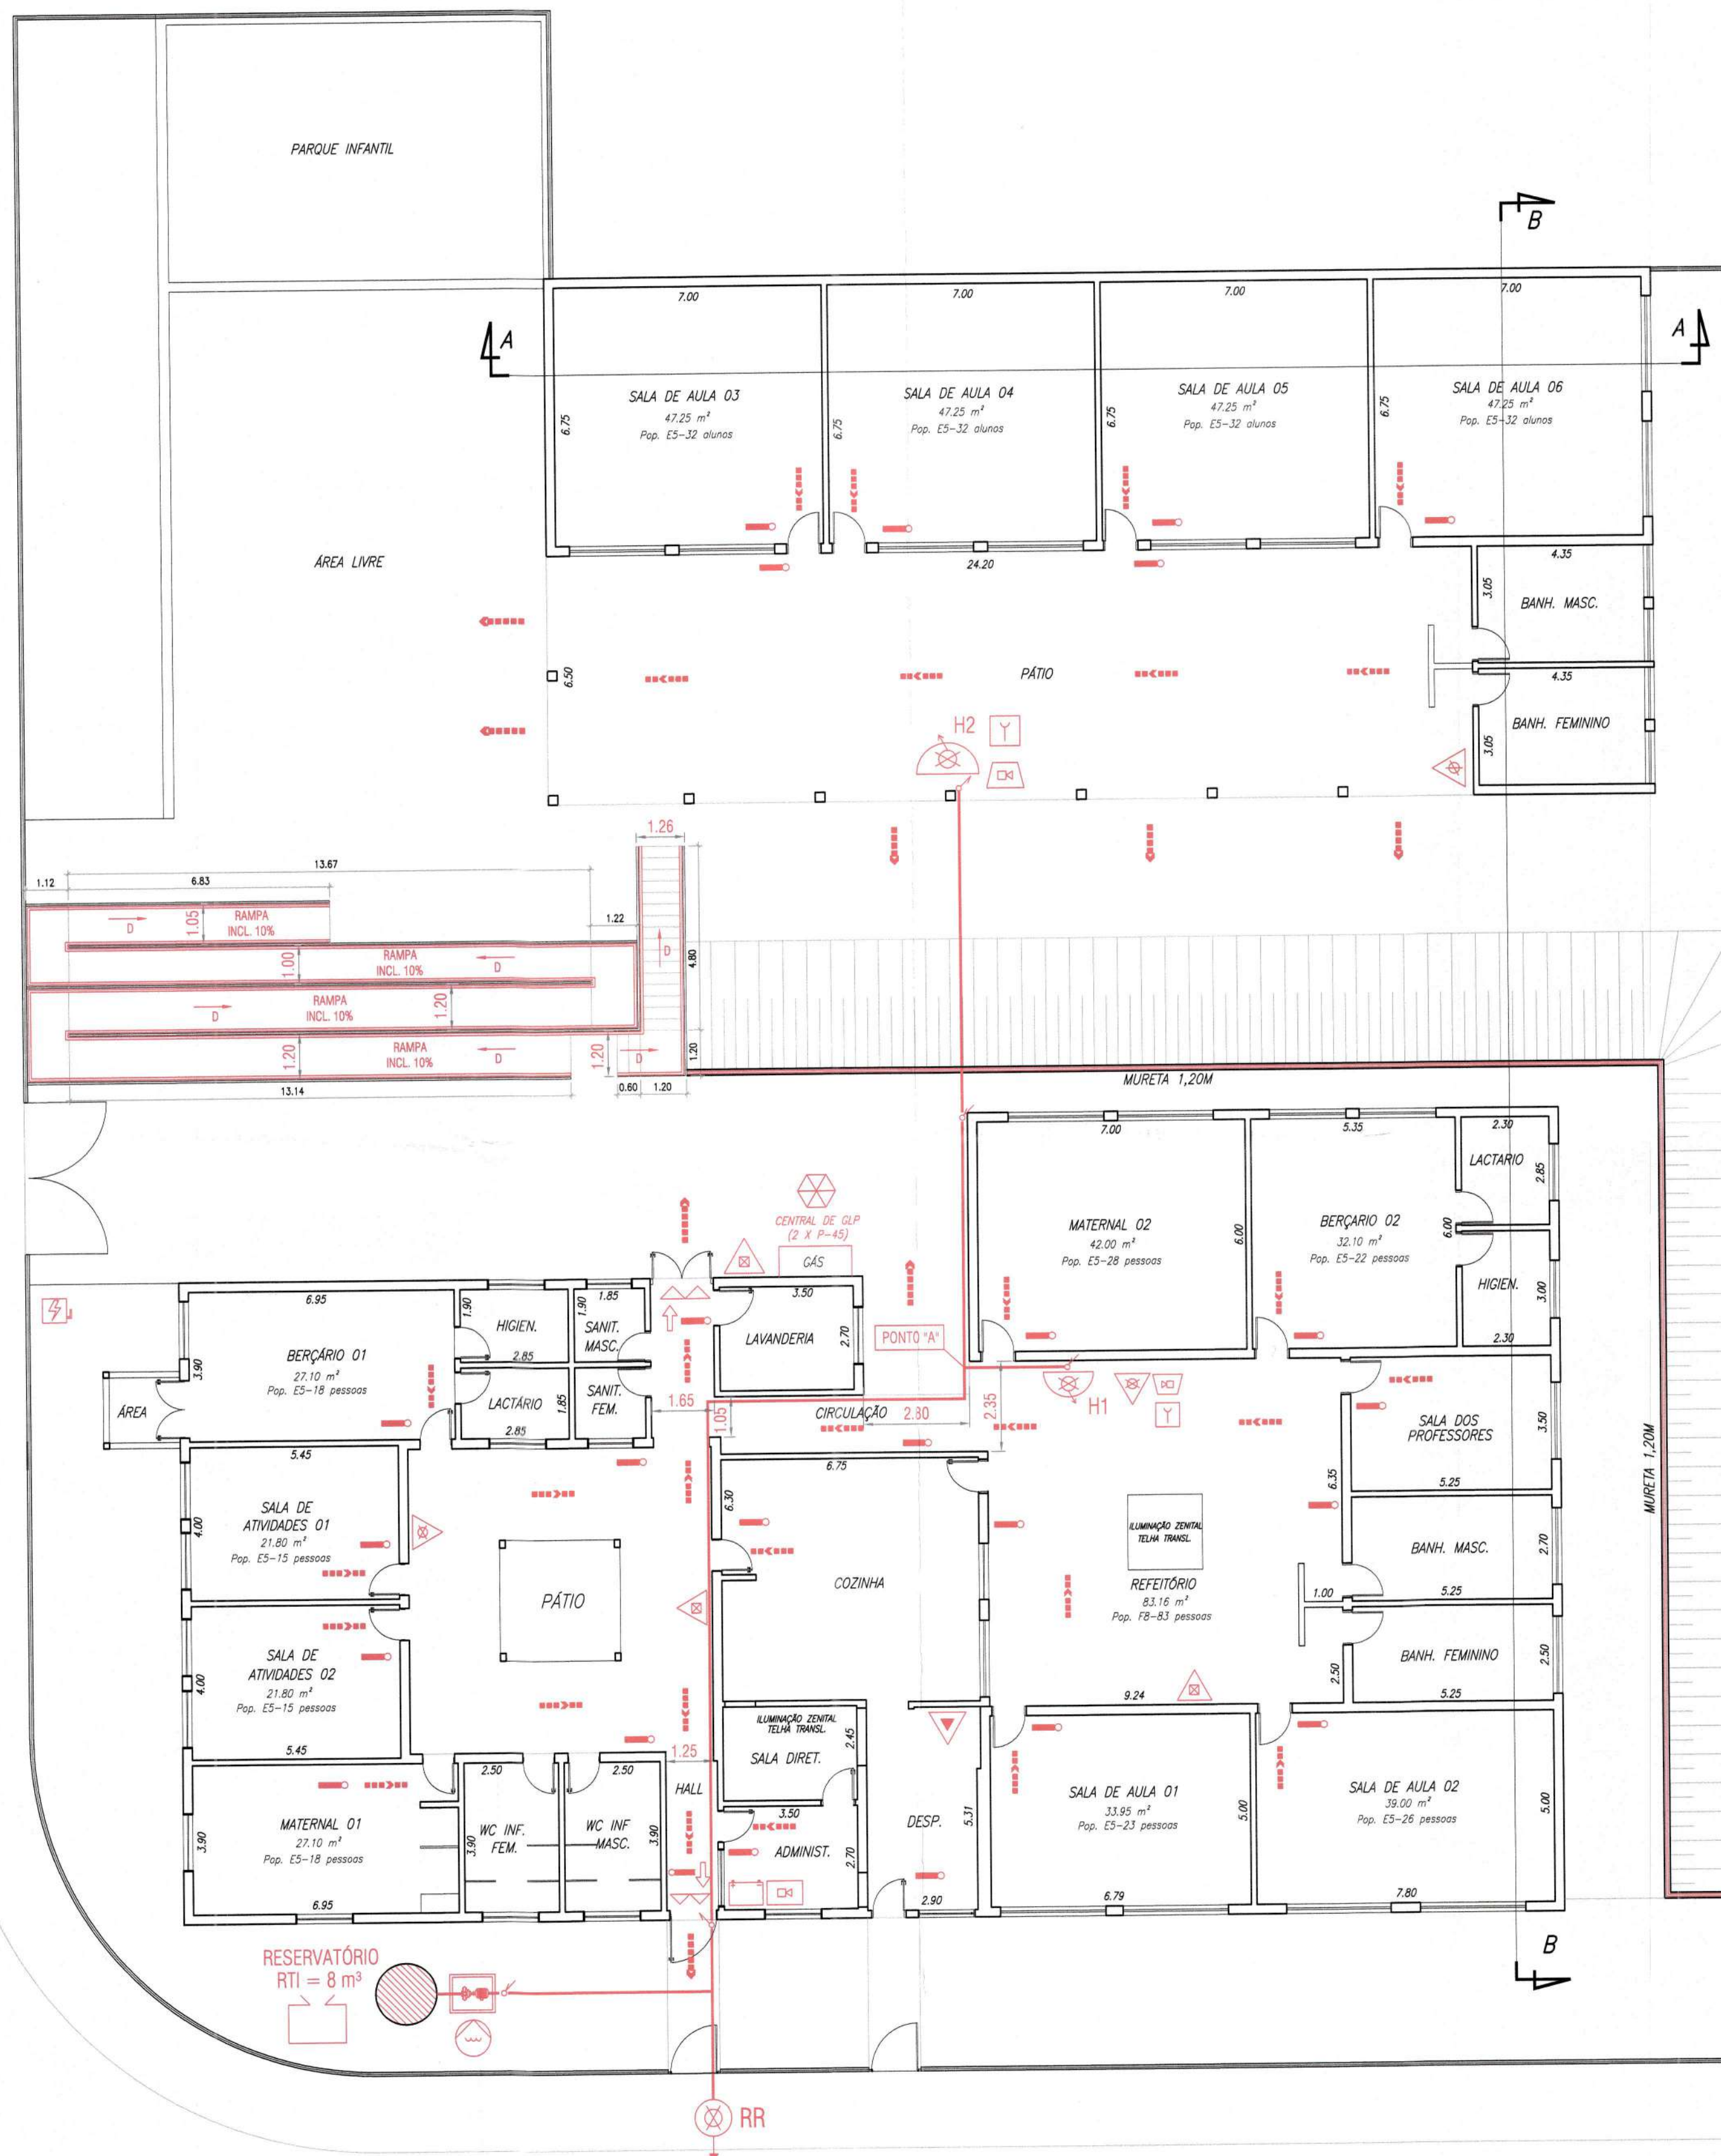 PARQUE INFANTIL
B
7.00
7.00
7.00
7.00
A
A
SALA DE AULA 03
47.25 m²
Pop. E5-32 alunos
6.75
SALA DE AULA 04
47.25 m²
Pop. E5-32 alunos
6.75
SALA DE AULA 05
47.25 m²
Pop. E5-32 alunos
6.75
SALA DE AULA 06
47.25 m²
Pop. E5-32 alunos
6.75
ÁREA LIVRE
24.20
4.35
3.05
BANH. MASC.
6.50
PÁTIO
4.35
BANH. FEMININO
3.05
H2
1.26
13.67
1.12
6.83
1.22
D
1.05
RAMPA
INCL. 10%
1.00
RAMPA
INCL. 10%
D
D
4.80
D
RAMPA
INCL. 10%
1.20
1.20
RAMPA
INCL. 10%
D
1.20
D
1.20
13.14
0.60
1.20
MURETA 1,20M
7.00
5.35
2.30
LACTARIO
2.85
MATERNAL 02
42.00 m²
Pop. E5-28 pessoas
6.00
BERÇARIO 02
32.10 m²
Pop. E5-22 pessoas
6.00
HIGIEN.
3.00
2.30
CENTRAL DE GLP
(2 X P-45)
GÁS
6.95
1.90
HIGIEN.
2.85
1.85
1.90
SANIT.
MASC.
3.50
LAVANDERIA
2.70
PONTO "A"
BERÇÁRIO 01
27.10 m²
Pop. E5-18 pessoas
3.90
ÁREA
LACTÁRIO
1.85
2.85
SANIT.
FEM.
1.65
1.05
CIRCULAÇÃO
2.80
2.35
H1
SALA DOS
PROFESSORES
3.50
5.25
MURETA 1,20M
5.45
SALA DE
ATIVIDADES 01
21.80 m²
Pop. E5-15 pessoas
4.00
6.75
6.30
6.35
ILUMINAÇÃO ZENITAL
TELHA TRANSL.
BANH. MASC.
2.70
5.25
PÁTIO
COZINHA
REFEITÓRIO
83.16 m²
Pop. F8-83 pessoas
1.00
SALA DE
ATIVIDADES 02
21.80 m²
Pop. E5-15 pessoas
4.00
5.45
BANH. FEMININO
2.50
2.50
5.25
9.24
ILUMINAÇÃO ZENITAL
TELHA TRANSL.
SALA DIRET.
2.45
1.25
HALL
2.50
2.50
MATERNAL 01
27.10 m²
Pop. E5-18 pessoas
3.90
6.95
WC INF.
FEM.
3.90
WC INF
MASC.
3.90
3.50
ADMINIST.
2.70
DESP.
5.31
2.90
SALA DE AULA 01
33.95 m²
Pop. E5-23 pessoas
5.00
6.79
SALA DE AULA 02
39.00 m²
Pop. E5-26 pessoas
5.00
7.80
B
RESERVATÓRIO
RTI = 8 m³
RR